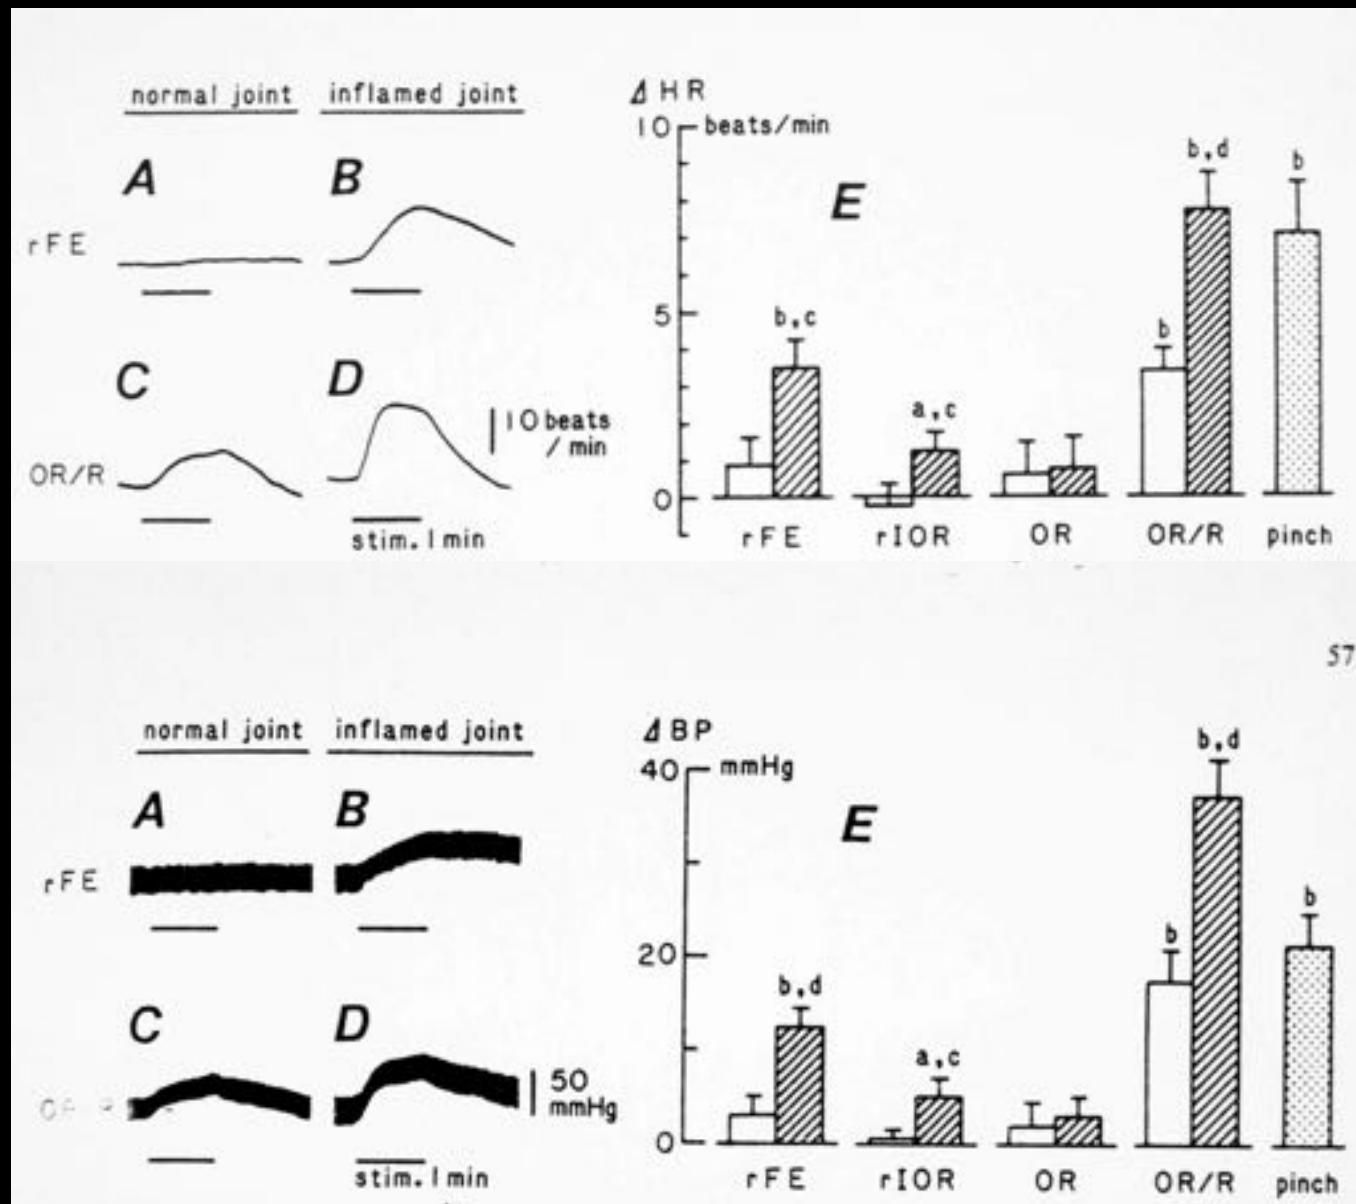 normal joint inflamed joint
A B
rFE
C D
OR/R
10 beats
/ min
stim. 1 min
Δ HR
10 beats/min
E
b,d
b
5
b,c
b
a,c
0
rFE rIOR OR OR/R pinch
57
normal joint inflamed joint
A B
rFE
C D
50
mmHg
stim. 1 min
Δ BP
40 mmHg
E
b,d
b
b
20
b,d
a,c
0
rFE rIOR OR OR/R pinch